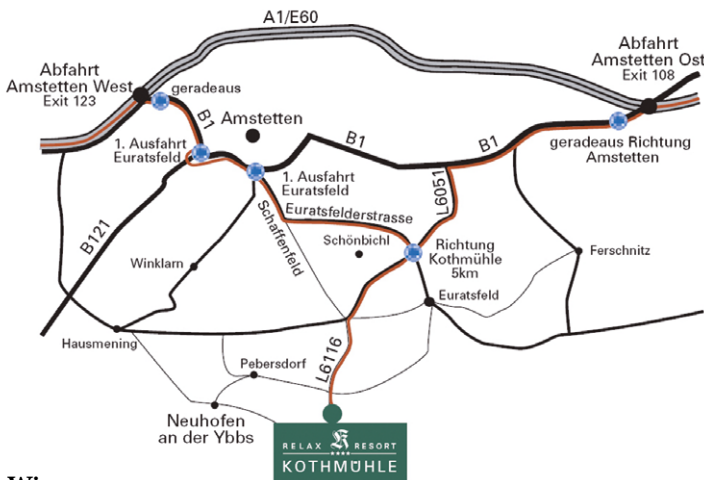 A1/E60
Abfahrt
Amstetten West
Exit 123
geradeaus
Abfahrt
Amstetten Ost
Exit 108
B1
Amstetten
B1
B1
geradeaus Richtung
Amstetten
1. Ausfahrt
Euratsfeld
1. Ausfahrt
Euratsfeld
L6051
Euratsfelderstrasse
Schaffenfeld
B121
Schönbichl
Richtung
Kothmühle
5km
Ferschnitz
Winklarn
Euratsfeld
Hausmening
L6116
Pebersdorf
Neuhofen
an der Ybbs
RELAX R RESORT
KOTHMÜHLE